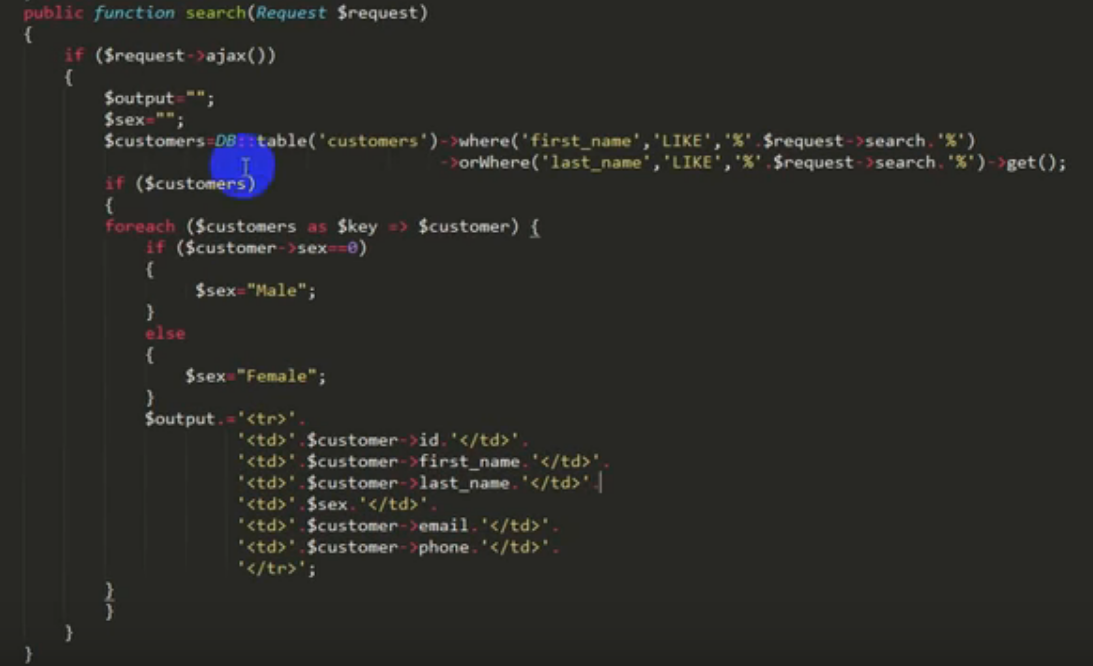 public function search(Request $request)
{
if ($request->ajax())
{
$output="";
$sex="";
$customers=DB::table('customers')->where('first_name','LIKE','%'.$request->search.'%')
->orWhere('last_name','LIKE','%'.$request->search.'%')->get();
if ($customers)
{
foreach ($customers as $key => $customer) {
if ($customer->sex==0)
{
$sex="Male";
}
else
{
$sex="Female";
}
$output.='<tr>'.
'<td>'.$customer->id.'</td>'.
'<td>'.$customer->first_name.'</td>'.
'<td>'.$customer->last_name.'</td>'.
'<td>'.$sex.'</td>'.
'<td>'.$customer->email.'</td>'.
'<td>'.$customer->phone.'</td>'.
'</tr>';
}
}
}
}